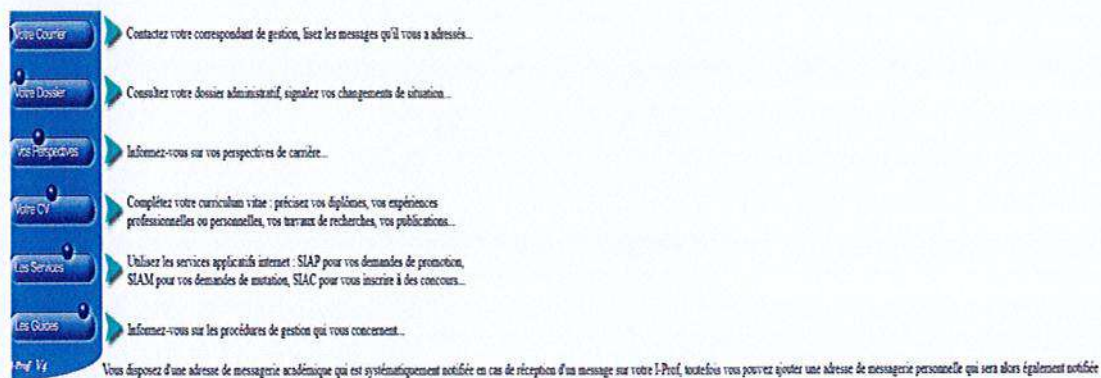 Votre Courrier
Contactez votre correspondant de gestion, lisez les messages qu'il vous a adressés...
Votre Dossier
Consultez votre dossier administratif, signalez vos changements de situation...
Vos Perspectives
Informez-vous sur vos perspectives de carrière...
Votre CV
Complétez votre curriculum vitae : précisez vos diplômes, vos expériences
professionnelles ou personnelles, vos travaux de recherches, vos publications...
Les Services
Utilisez les services applicatifs internet : SIAP pour vos demandes de promotion,
SIAM pour vos demandes de mutation, SIAC pour vous inscrire à des concours...
Les Guides
Informez-vous sur les procédures de gestion qui vous concernent...
I-Prof V4
Vous disposez d'une adresse de messagerie académique qui est systématiquement notifiée en cas de réception d'un message sur votre I-Prof, toutefois vous pouvez ajouter une adresse de messagerie personnelle qui sera alors également notifiée